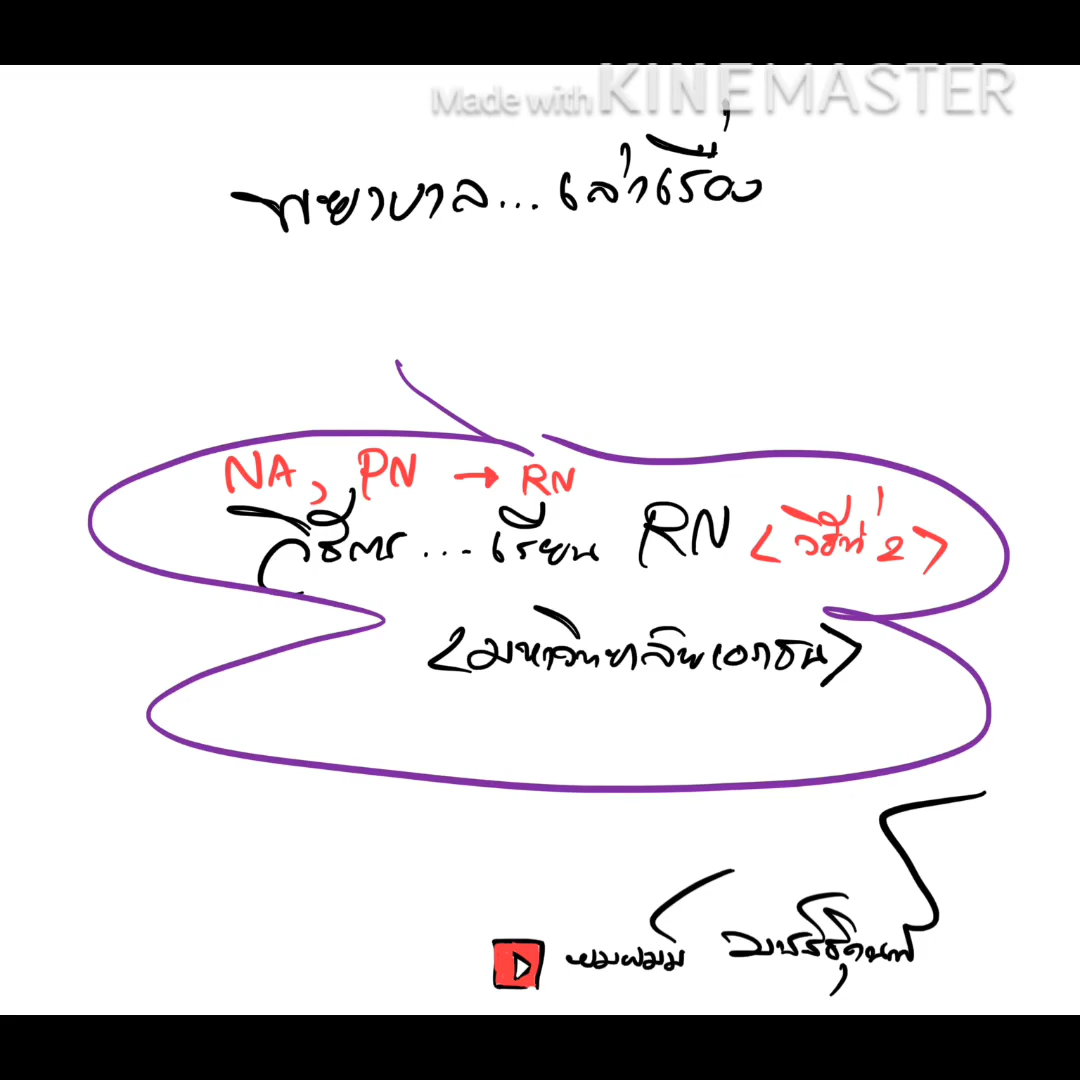 Made with KINEMASTER
พยาบาล...เล่าเรื่อง
NA, PN → RN
วิธีการ...เรียน RN <วิธีที่ 2>
<มหาวิทยาลัยเอกชน>